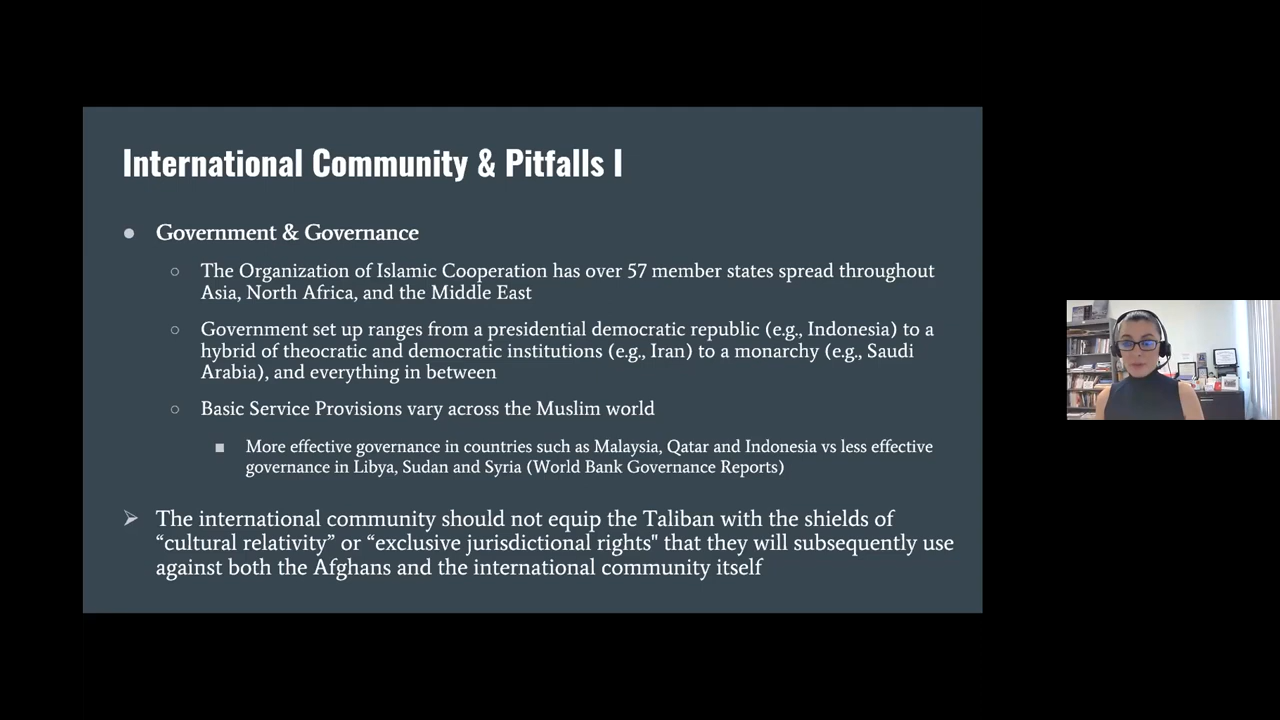 International Community & Pitfalls I
● Government & Governance
○ The Organization of Islamic Cooperation has over 57 member states spread throughout
Asia, North Africa, and the Middle East
○ Government set up ranges from a presidential democratic republic (e.g., Indonesia) to a
hybrid of theocratic and democratic institutions (e.g., Iran) to a monarchy (e.g., Saudi
Arabia), and everything in between
○ Basic Service Provisions vary across the Muslim world
■ More effective governance in countries such as Malaysia, Qatar and Indonesia vs less effective
governance in Libya, Sudan and Syria (World Bank Governance Reports)
➢ The international community should not equip the Taliban with the shields of
“cultural relativity” or “exclusive jurisdictional rights" that they will subsequently use
against both the Afghans and the international community itself